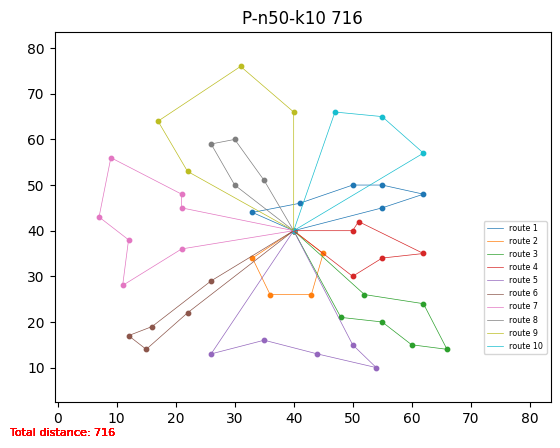 P-n50-k10 716
80
70
60
50
40
30
20
10
0 10 20 30 40 50 60 70 80
route 1
route 2
route 3
route 4
route 5
route 6
route 7
route 8
route 9
route 10
Total distance: 716